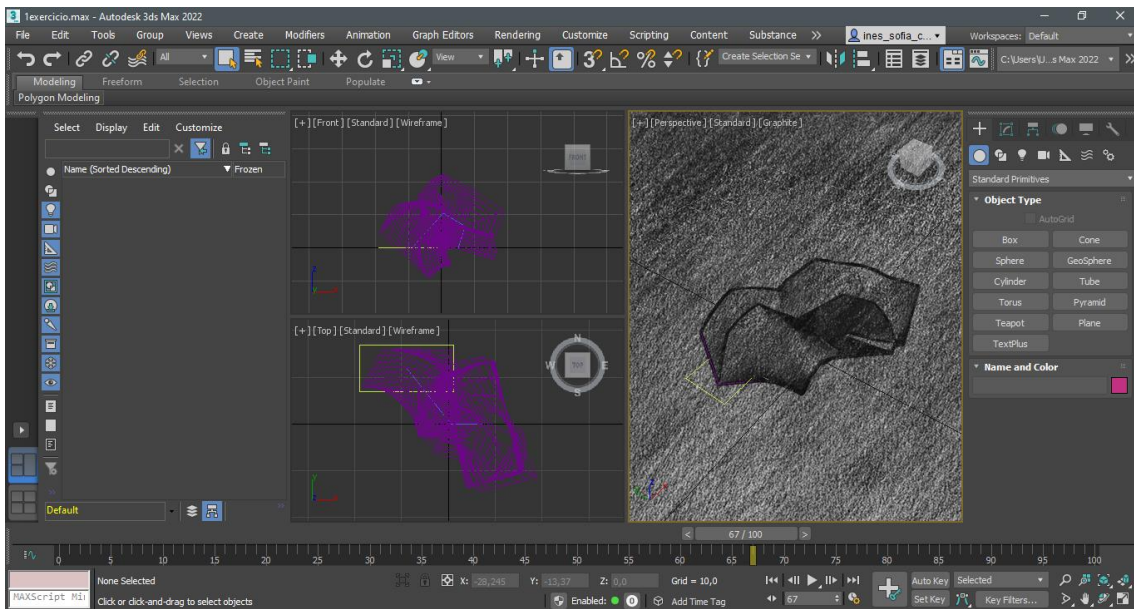 1exercicio.max - Autodesk 3ds Max 2022
File Edit Tools Group Views Create Modifiers Animation Graph Editors Rendering Customize Scripting Content Substance >> ines_sofia_c... Workspaces: Default
All View Create Selection Se C:\Users\U...s Max 2022
Modeling Freeform Selection Object Paint Populate
Polygon Modeling
Select Display Edit Customize
Name (Sorted Descending) Frozen
Default
[+] [Front] [Standard] [Wireframe]
FRONT
[+] [Top] [Standard] [Wireframe]
N
W TOP E
S
[+] [Perspective] [Standard] [Graphite]
Standard Primitives
Object Type
AutoGrid
Box Cone
Sphere GeoSphere
Cylinder Tube
Torus Pyramid
Teapot Plane
TextPlus
Name and Color
< 67 / 100 >
0 5 10 15 20 25 30 35 40 45 50 55 60 65 70 75 80 85 90 95 100
None Selected X: -28,245 Y: -13,37 Z: 0,0 Grid = 10,0 Auto Key Selected
MAXScript Mi Click or click-and-drag to select objects Enabled: 0 Add Time Tag 67 Set Key Key Filters...